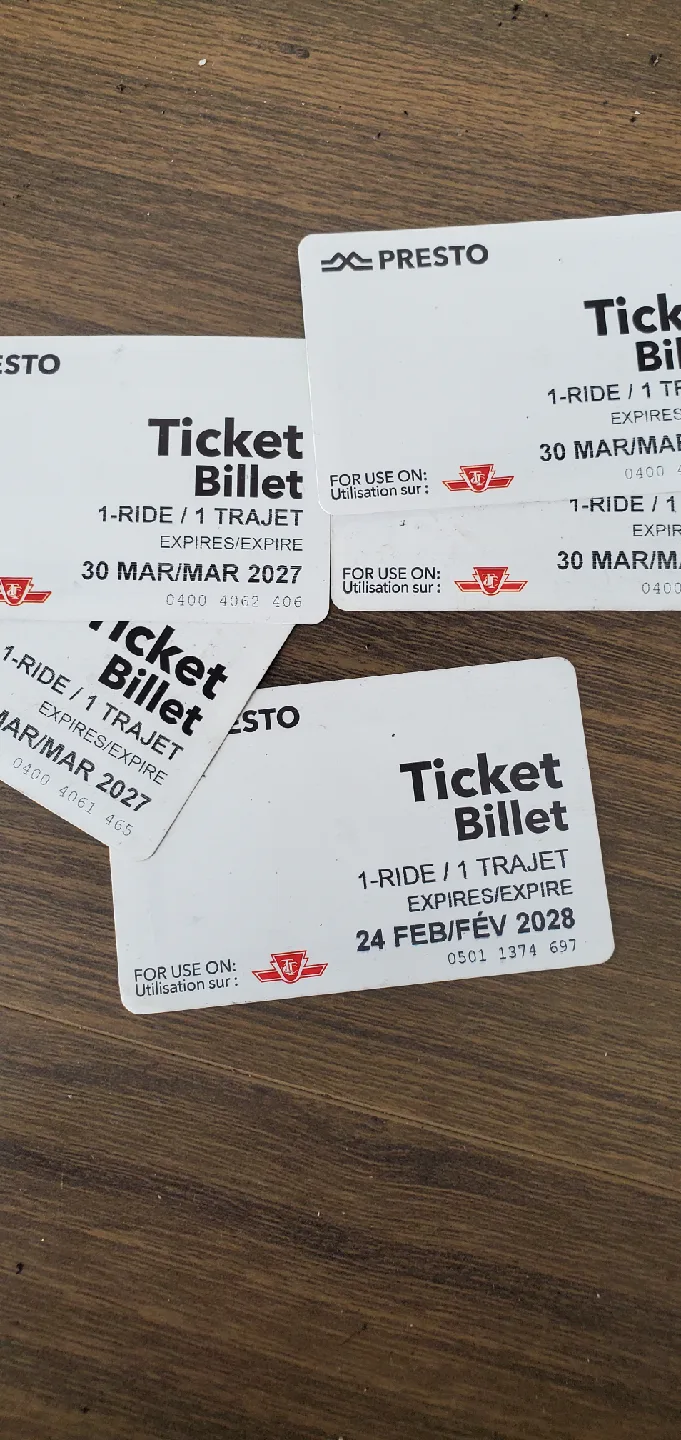 PRESTO
Tick
Bil
1-RIDE / 1 TR
EXPIRES
30 MAR/MAR
0400 4
FOR USE ON:
Utilisation sur :
1-RIDE / 1
EXPIR
30 MAR/MA
0400
FOR USE ON:
Utilisation sur :
ESTO
Ticket
Billet
1-RIDE / 1 TRAJET
EXPIRES/EXPIRE
30 MAR/MAR 2027
0400 4062 406
Ticket
Billet
1-RIDE / 1 TRAJET
EXPIRES/EXPIRE
MAR/MAR 2027
0400 4061 465
ESTO
Ticket
Billet
1-RIDE / 1 TRAJET
EXPIRES/EXPIRE
24 FEB/FÉV 2028
0501 1374 697
FOR USE ON:
Utilisation sur :